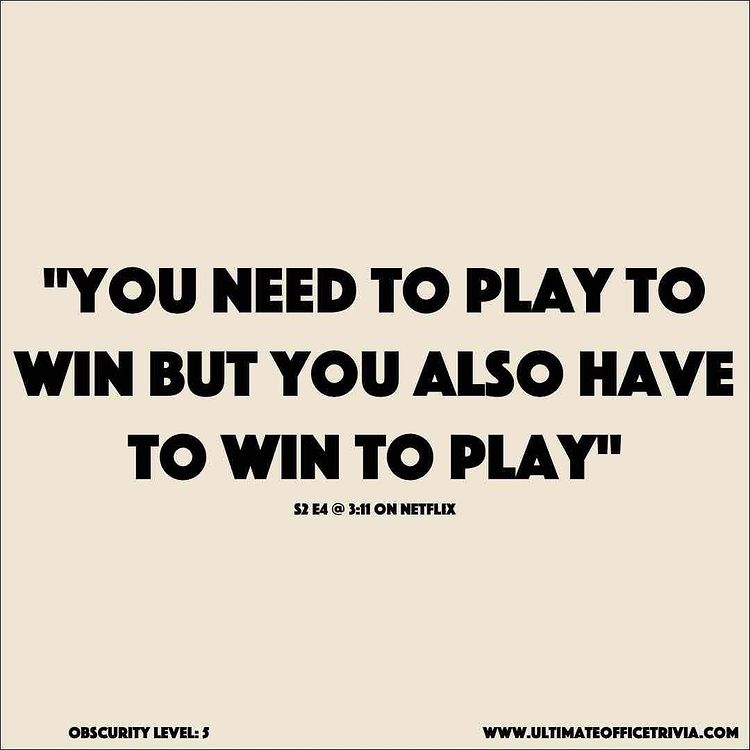 "YOU NEED TO PLAY TO
WIN BUT YOU ALSO HAVE
TO WIN TO PLAY"
S2 E4 @ 3:11 ON NETFLIX
OBSCURITY LEVEL: 5
WWW.ULTIMATEOFFICETRIVIA.COM